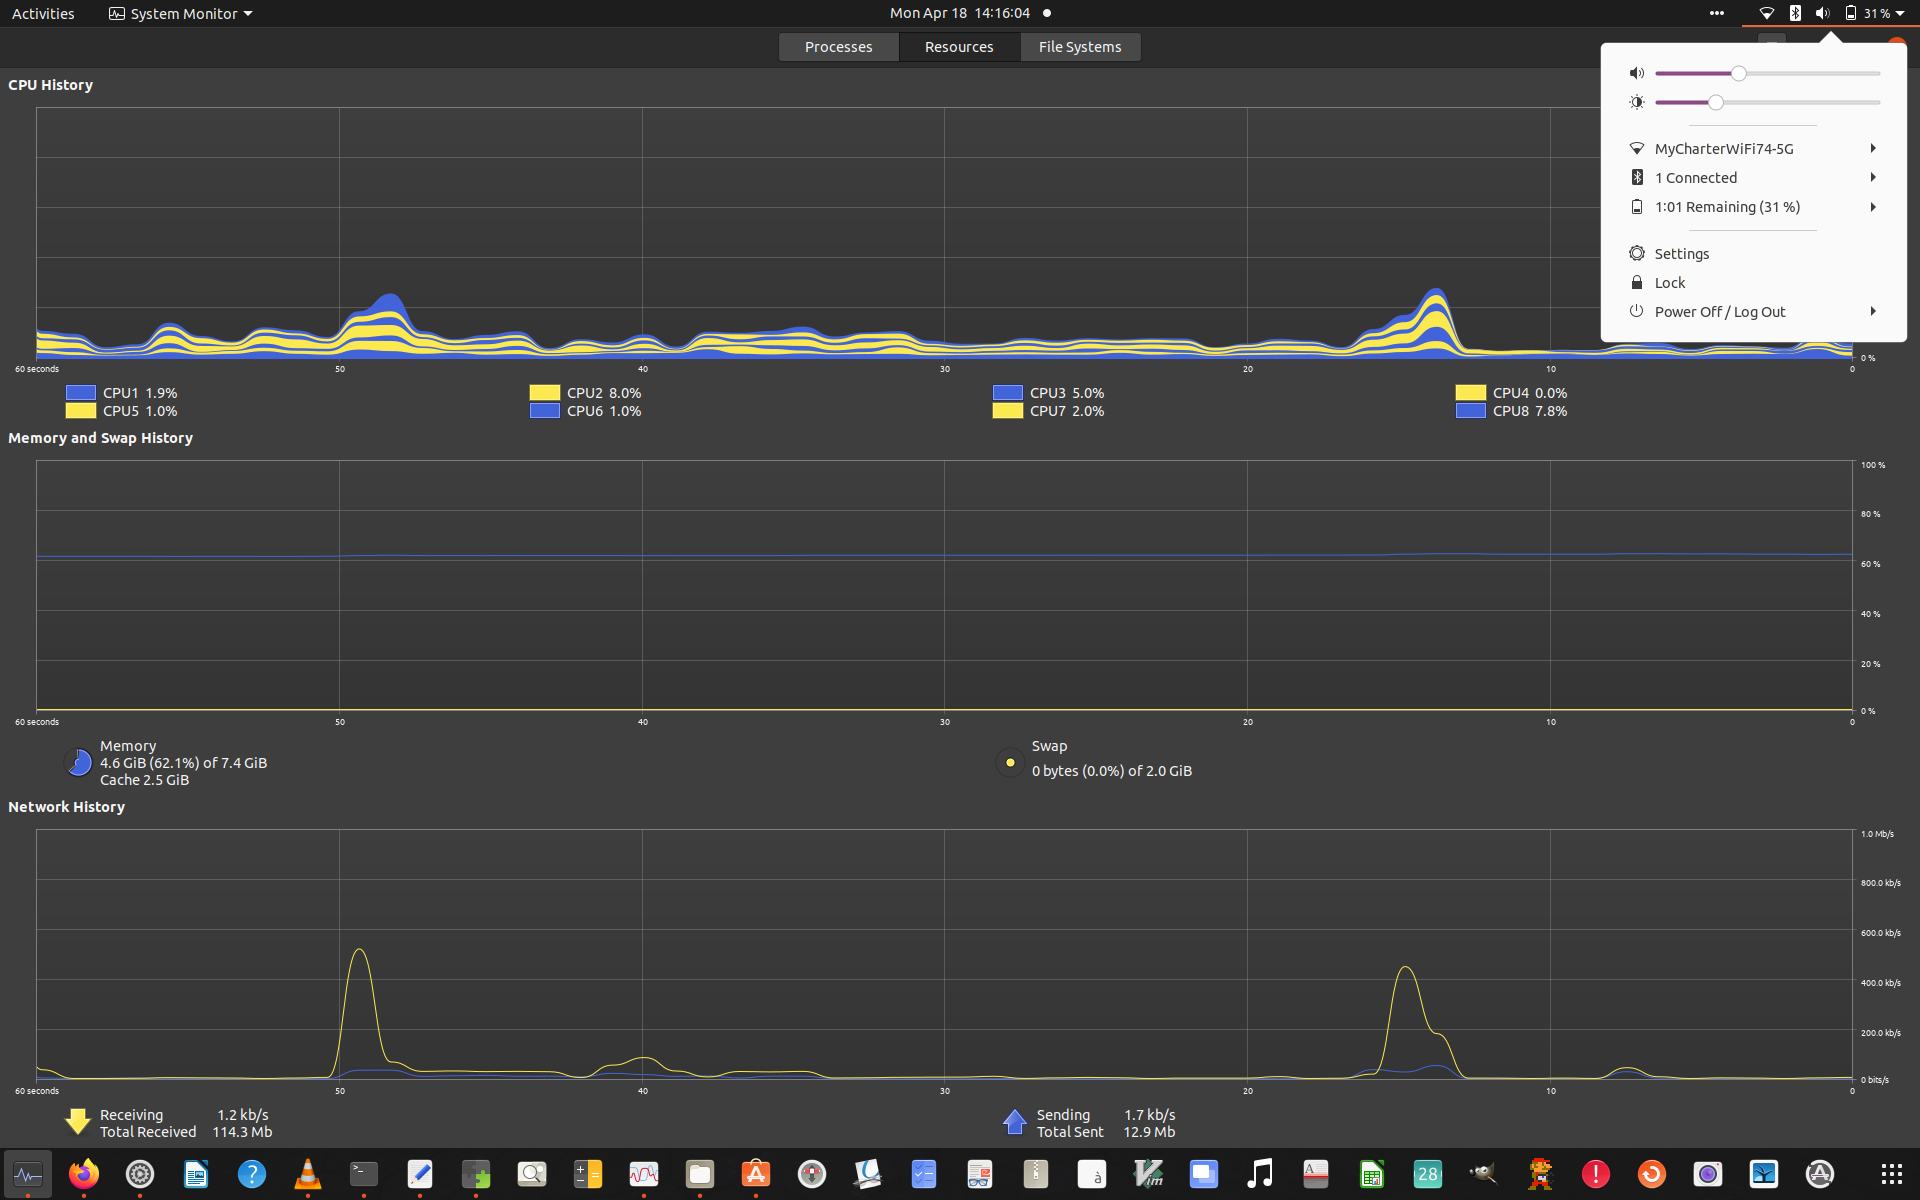 Activities
System Monitor
Mon Apr 18 14:16:04
31 %
Processes
Resources
File Systems
CPU History
MyCharterWiFi74-5G
1 Connected
1:01 Remaining (31 %)
Settings
Lock
Power Off / Log Out
0 %
60 seconds 50 40 30 20 10 0
CPU1 1.9% CPU2 8.0% CPU3 5.0% CPU4 0.0%
CPU5 1.0% CPU6 1.0% CPU7 2.0% CPU8 7.8%
Memory and Swap History
100 %
80 %
60 %
40 %
20 %
0 %
60 seconds 50 40 30 20 10 0
Memory
4.6 GiB (62.1%) of 7.4 GiB
Cache 2.5 GiB
Swap
0 bytes (0.0%) of 2.0 GiB
Network History
1.0 Mb/s
800.0 kb/s
600.0 kb/s
400.0 kb/s
200.0 kb/s
0 bits/s
60 seconds 50 40 30 20 10 0
Receiving 1.2 kb/s
Total Received 114.3 Mb
Sending 1.7 kb/s
Total Sent 12.9 Mb
>_
?
à
Vim
A
28
!